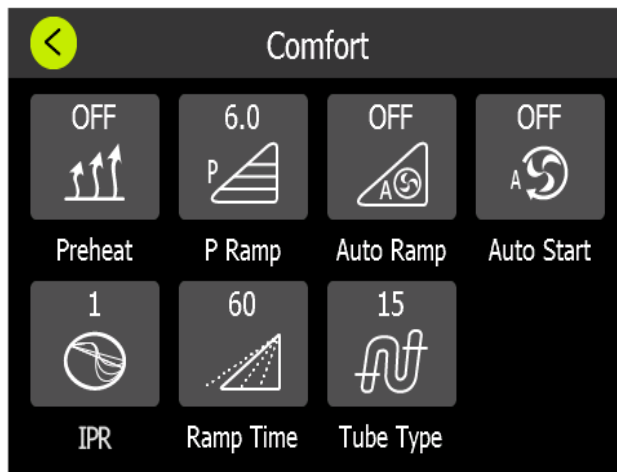 Comfort
OFF 6.0 OFF OFF
P A A
Preheat P Ramp Auto Ramp Auto Start
1 60 15
IPR Ramp Time Tube Type